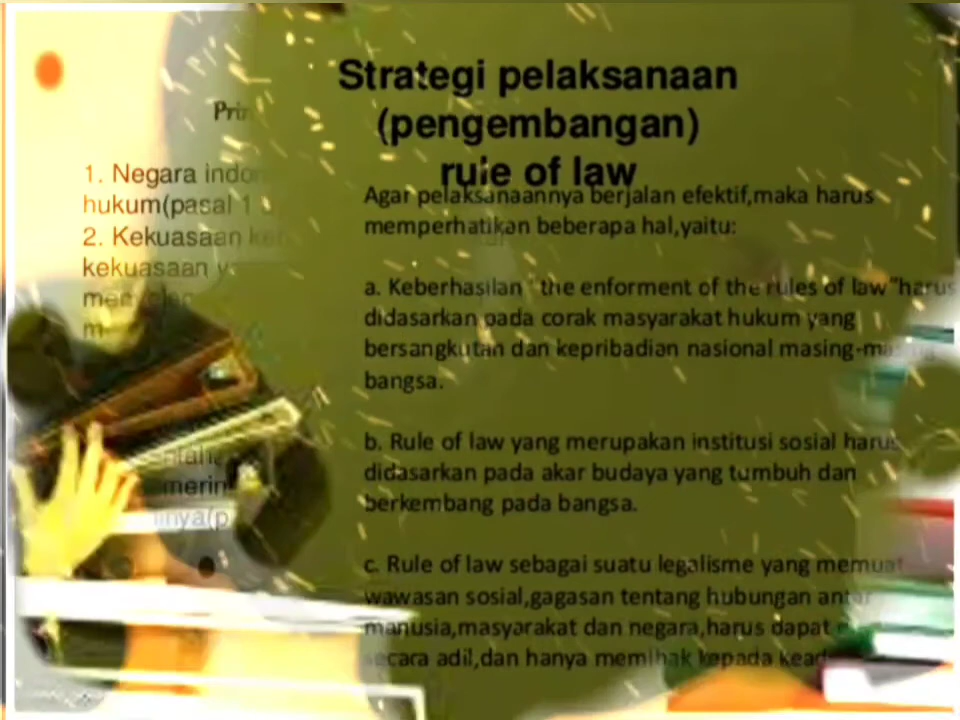 Strategi pelaksanaan
(pengembangan)
rule of law
Agar pelaksanaannya berjalan efektif,maka harus
memperhatikan beberapa hal,yaitu:
a. Keberhasilan " the enforment of the rules of law"harus
didasarkan pada corak masyarakat hukum yang
bersangkutan dan kepribadian nasional masing-masing
bangsa.
b. Rule of law yang merupakan institusi sosial harus
didasarkan pada akar budaya yang tumbuh dan
berkembang pada bangsa.
c. Rule of law sebagai suatu legalisme yang memuat
wawasan sosial,gagasan tentang hubungan antar
manusia,masyarakat dan negara,harus dapat
secara adil,dan hanya memihak kepada
1. Negara
hukum(pasal 1
2. Kekuasaan
kekuasaan